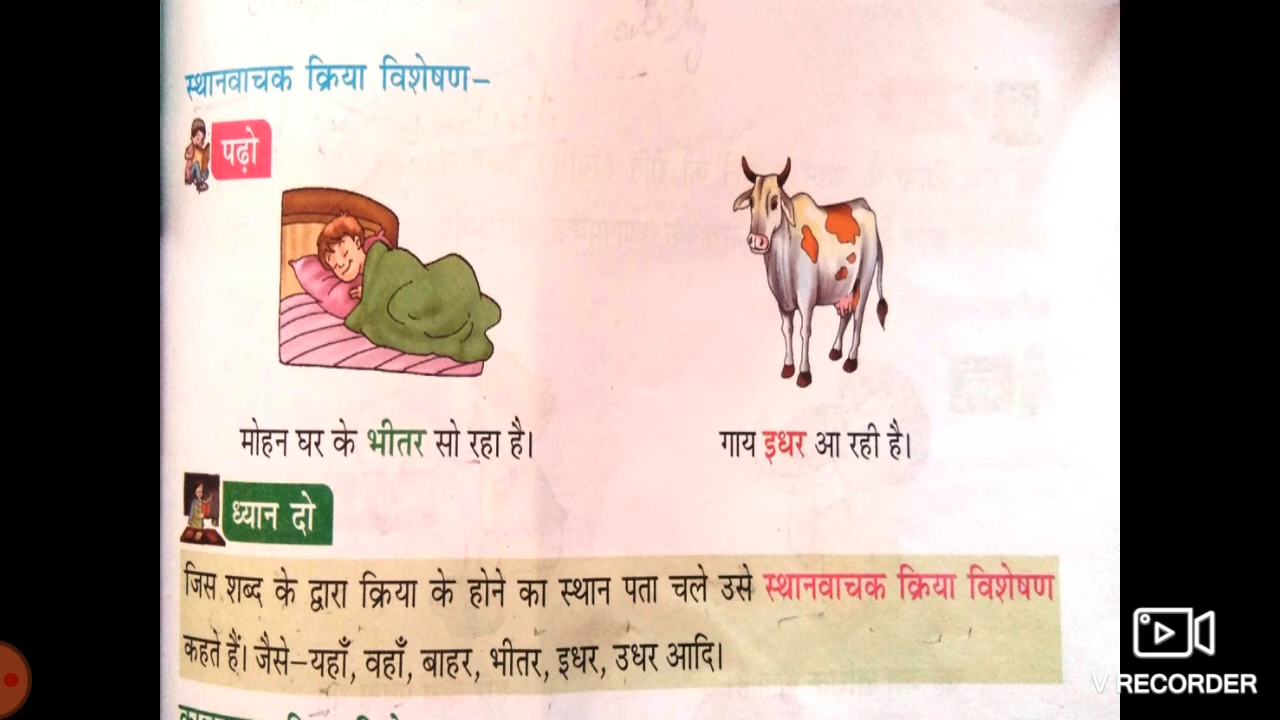 स्थानवाचक क्रिया विशेषण–
पढ़ो
मोहन घर के भीतर सो रहा है।
गाय इधर आ रही है।
ध्यान दो
जिस शब्द के द्वारा क्रिया के होने का स्थान पता चले उसे स्थानवाचक क्रिया विशेषण
कहते हैं। जैसे–यहाँ, वहाँ, बाहर, भीतर, इधर, उधर आदि।
V RECORDER